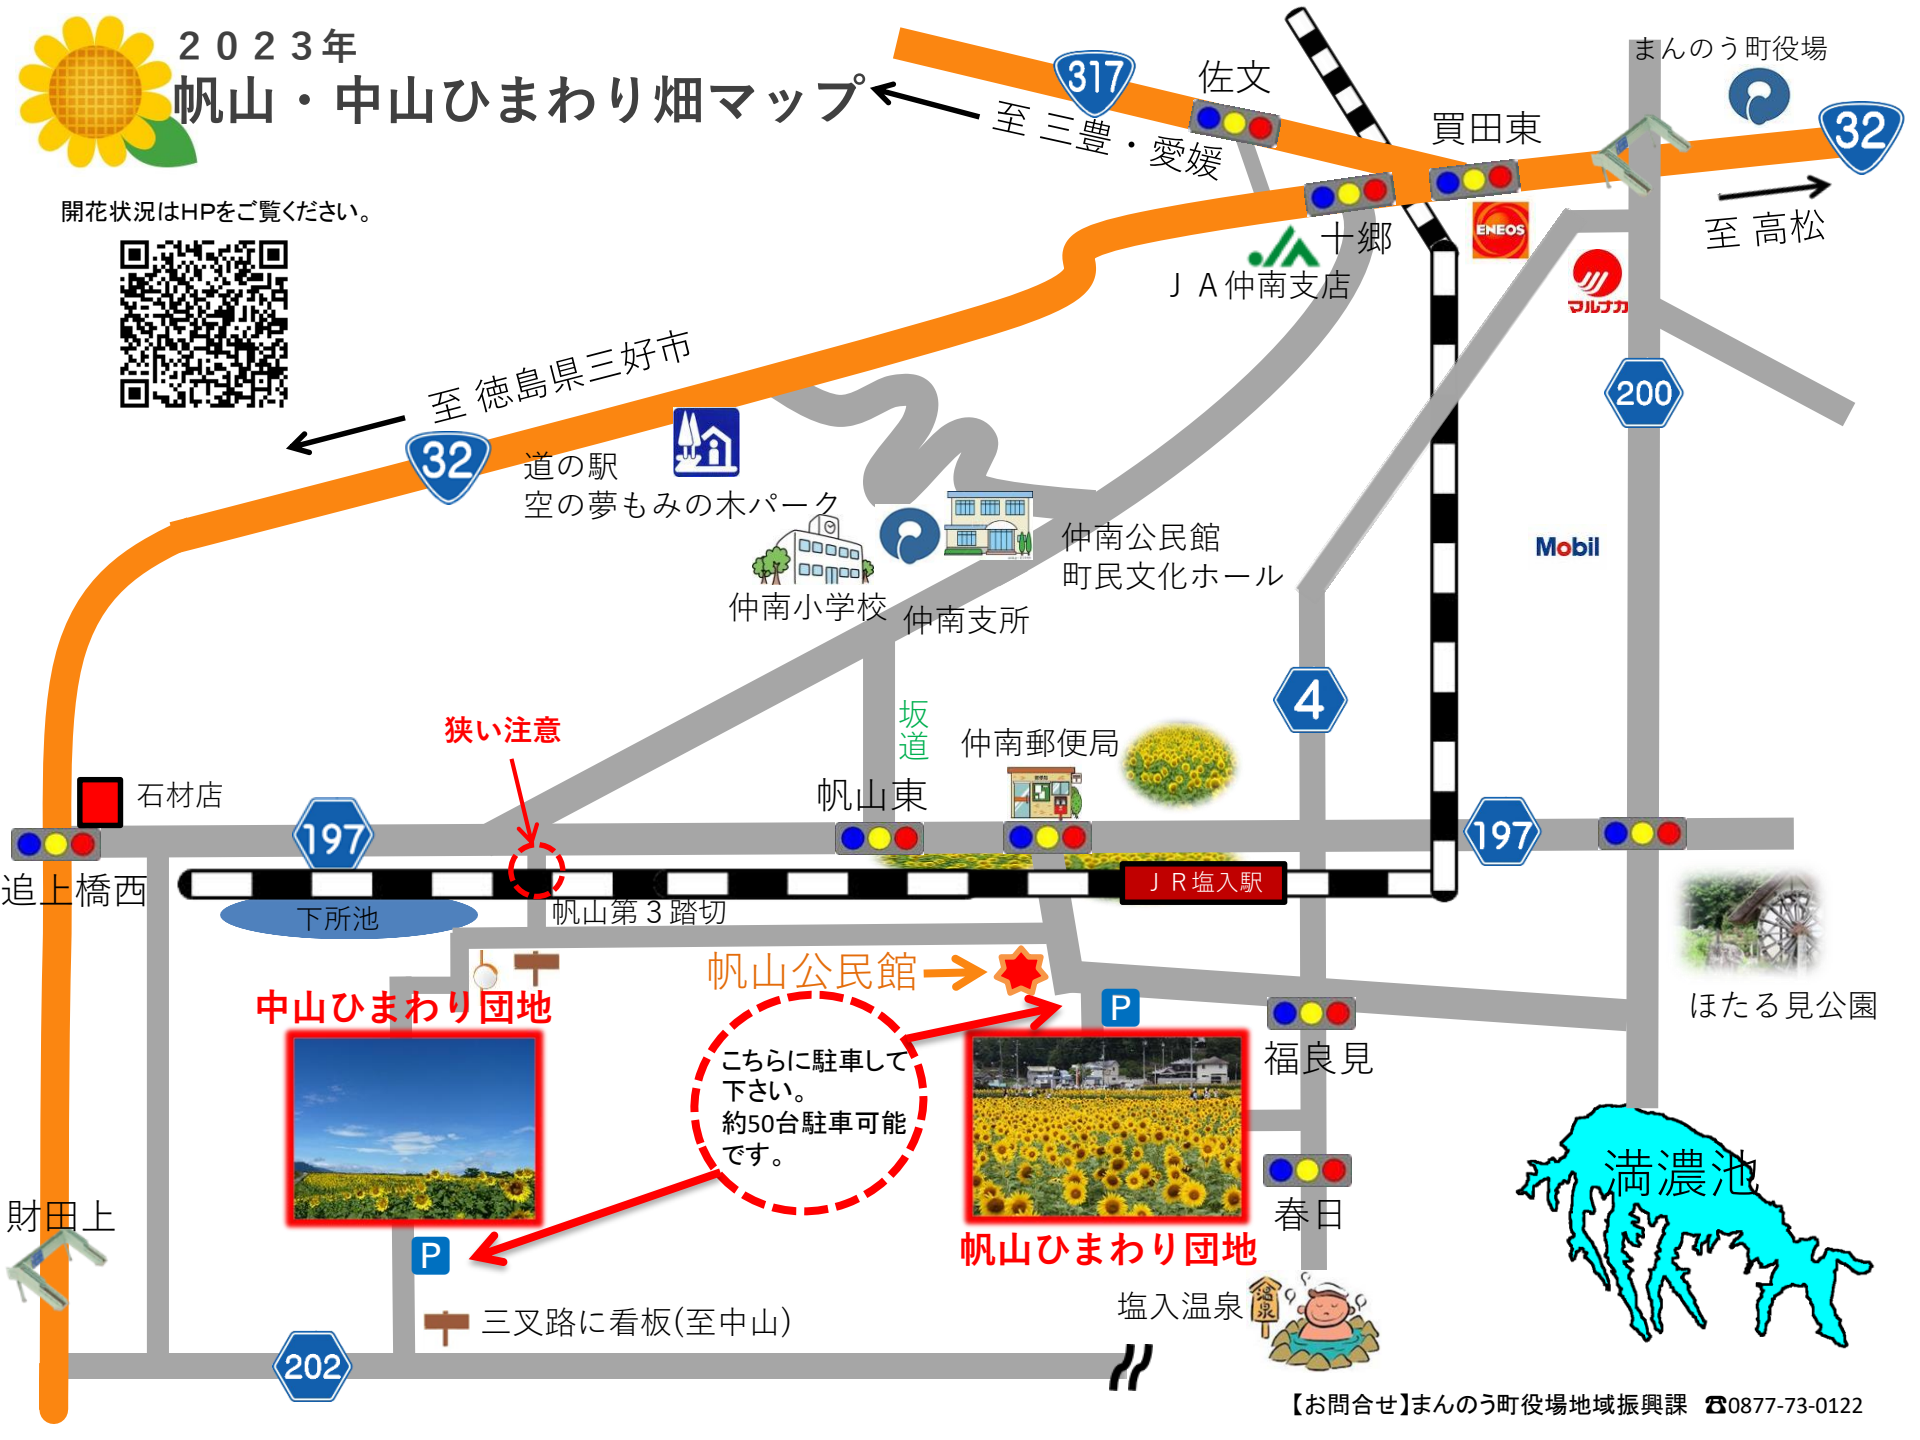 ２０２３年
帆山・中山ひまわり畑マップ
開花状況はHPをご覧ください。
317
佐文
至 三豊・愛媛
買田東
まんのう町役場
32
至 高松
十郷
ENEOS
ＪＡ仲南支店
マルナカ
至 徳島県三好市
32
200
道の駅
空の夢もみの木パーク
仲南公民館
町民文化ホール
Mobil
仲南小学校
仲南支所
4
狭い注意
坂道
仲南郵便局
石材店
帆山東
197
197
追上橋西
下所池
帆山第３踏切
ＪＲ塩入駅
帆山公民館
中山ひまわり団地
P
ほたる見公園
福良見
こちらに駐車して
下さい。
約50台駐車可能
です。
満濃池
財田上
春日
帆山ひまわり団地
P
塩入温泉
温泉
三叉路に看板(至中山)
202
【お問合せ】まんのう町役場地域振興課 ☎0877-73-0122